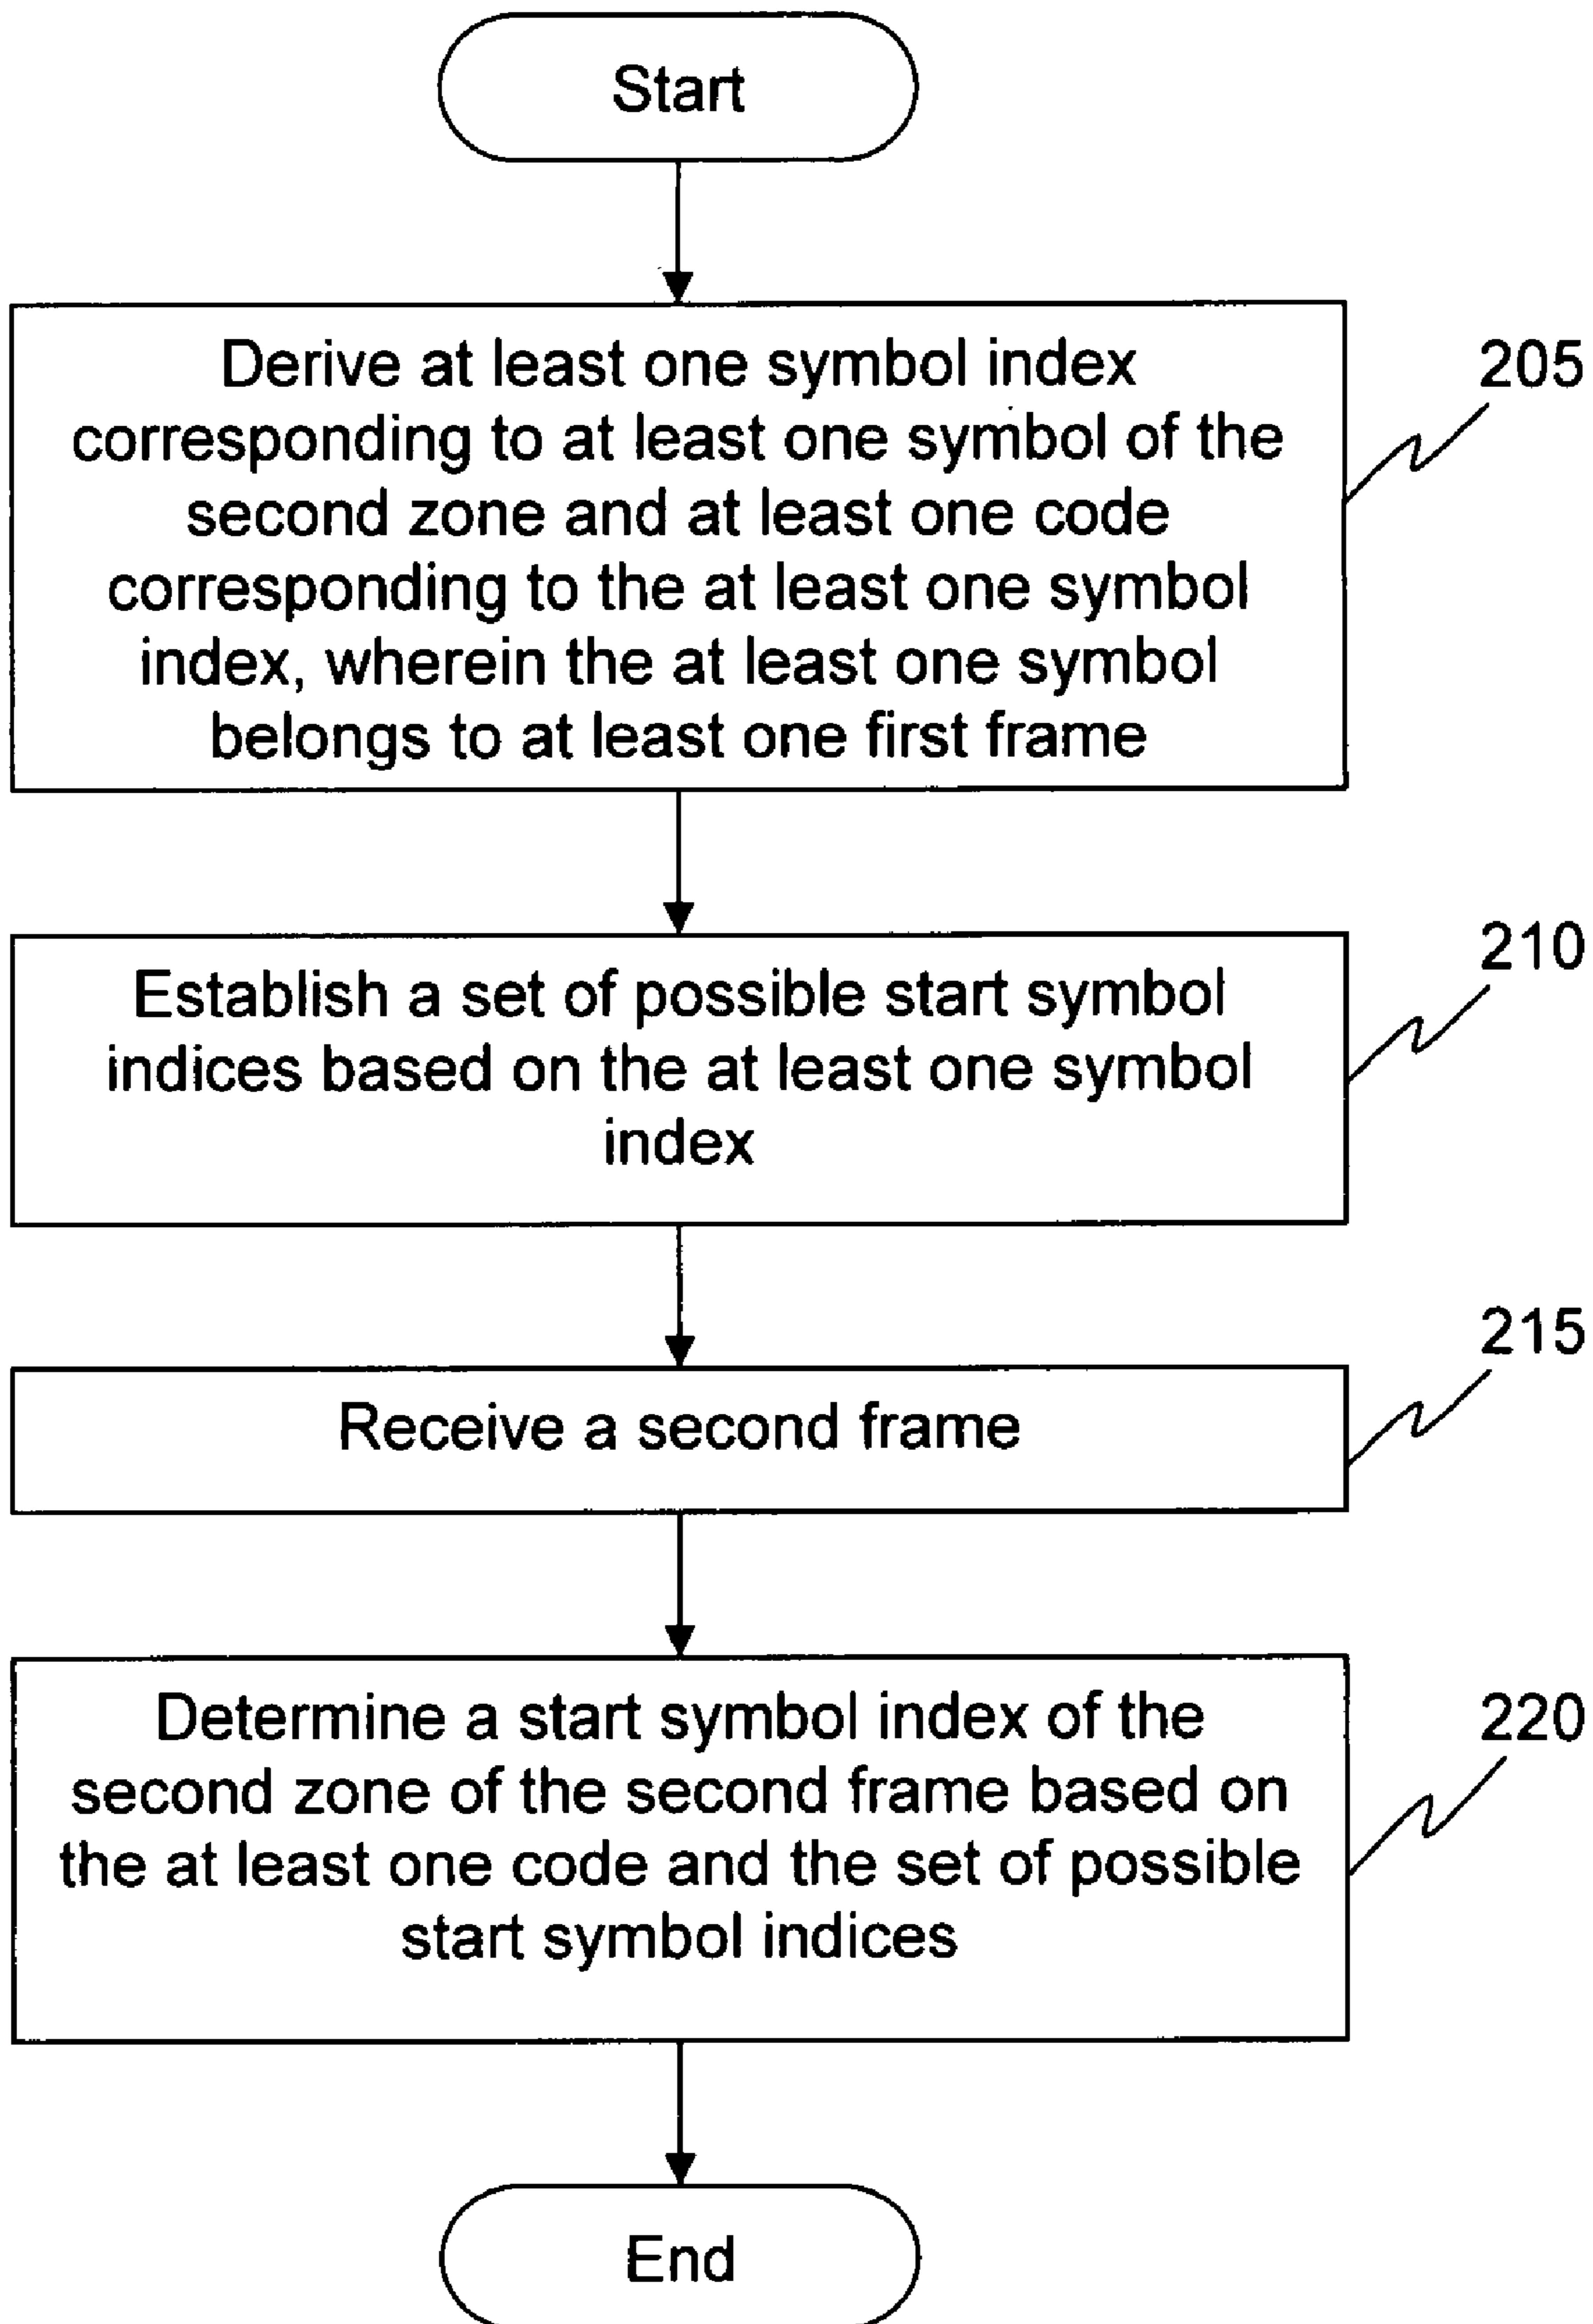 Start
Derive at least one symbol index
corresponding to at least one symbol of the
second zone and at least one code
corresponding to the at least one symbol
index, wherein the at least one symbol
belongs to at least one first frame
205
Establish a set of possible start symbol
indices based on the at least one symbol
index
210
Receive a second frame
215
Determine a start symbol index of the
second zone of the second frame based on
the at least one code and the set of possible
start symbol indices
220
End